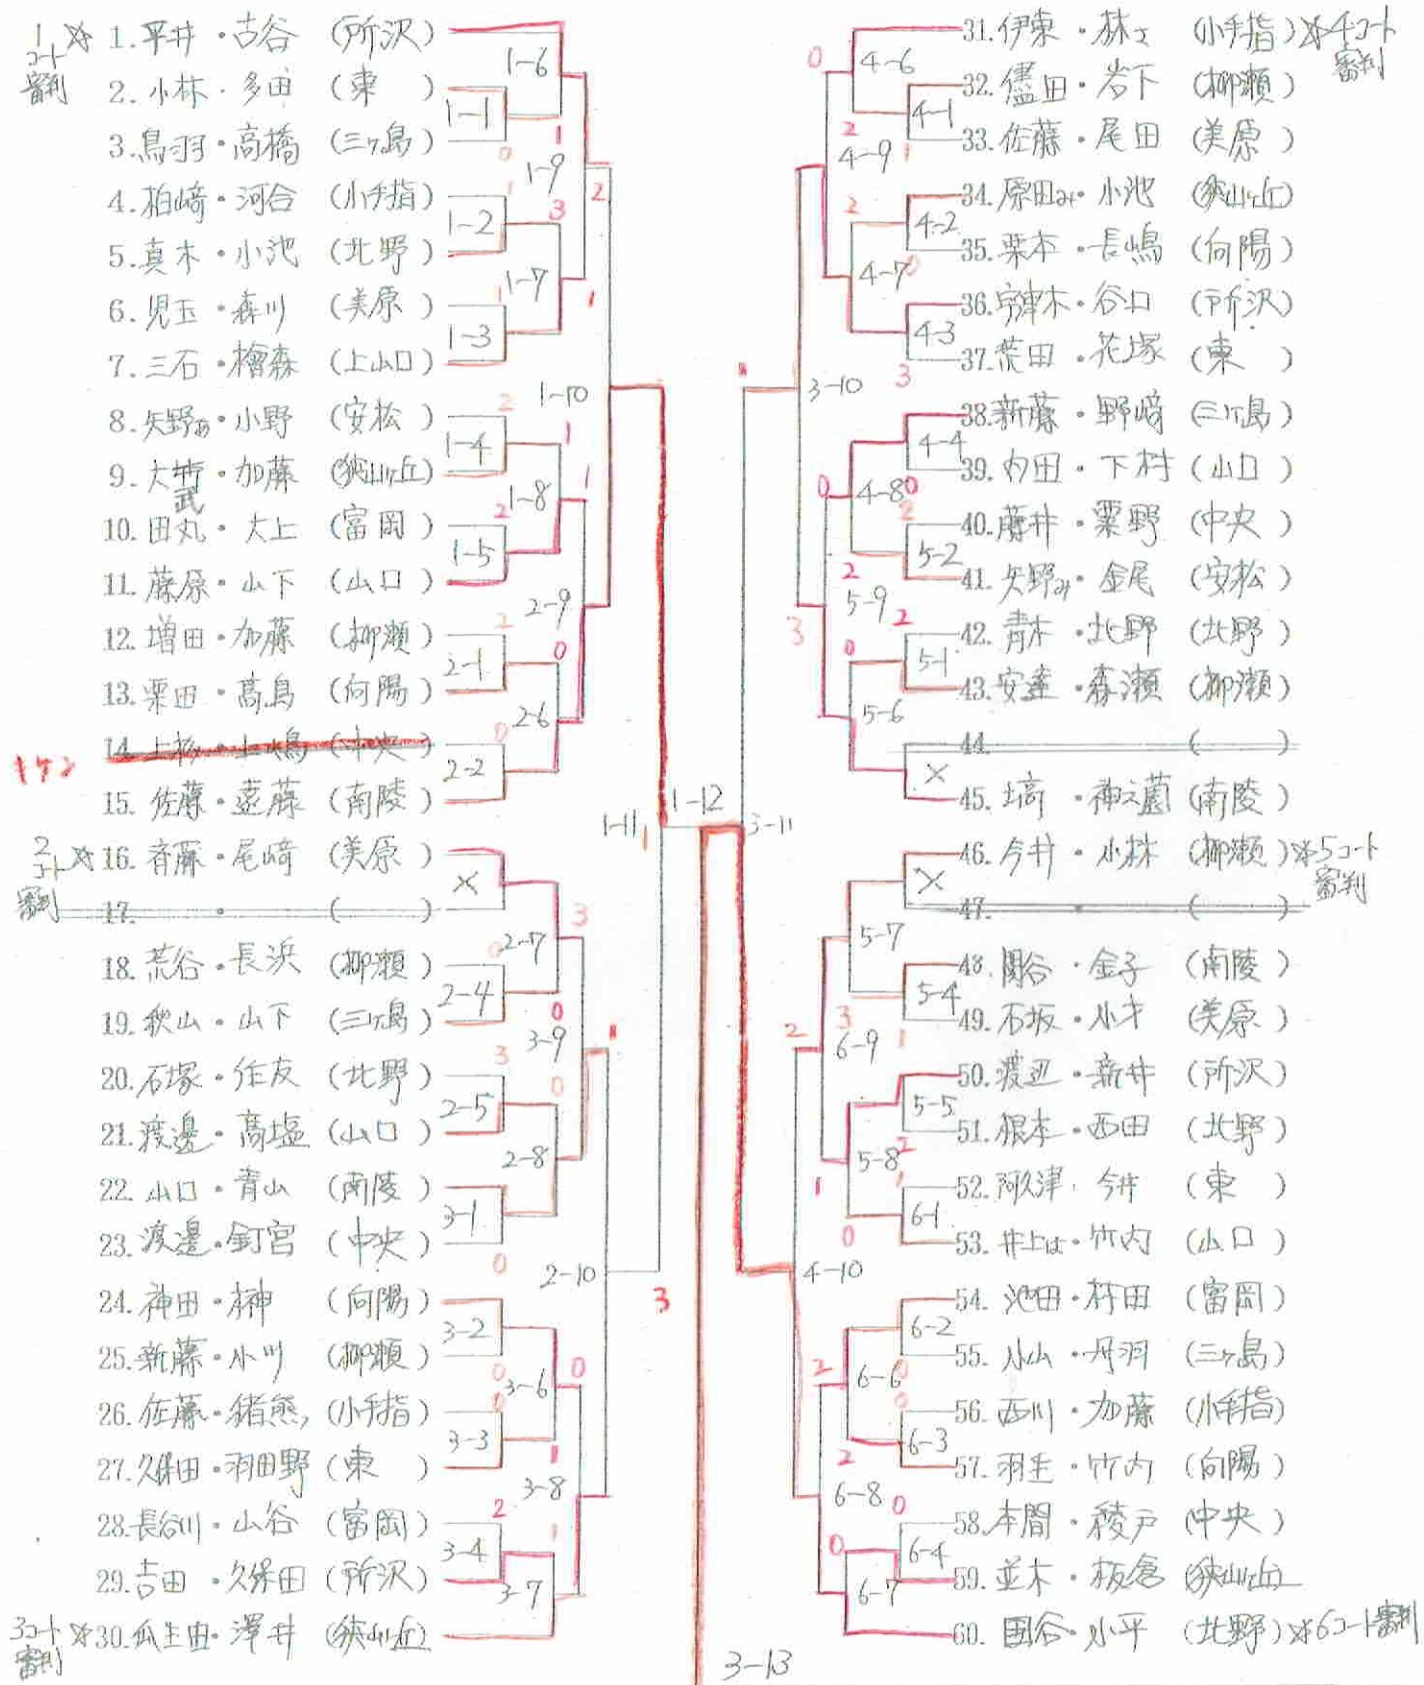 1コート審判 ※ 1. 平井・古谷 (所沢)
2. 小林・多田 (東)
3. 鳥羽・高橋 (三ヶ島)
4. 柏﨑・河合 (小手指)
5. 真木・小池 (北野)
6. 児玉・森川 (美原)
7. 三石・檜森 (上山口)
8. 矢野あ・小野 (安松)
9. 大武・加藤 (狭山ヶ丘)
10. 田丸・大上 (富岡)
11. 藤原・山下 (山口)
12. 増田・加藤 (柳瀬)
13. 栗田・高島 (向陽)
14. (中央)
15. 佐藤・遠藤 (南陵)
2コート審判 ※ 16. 斉藤・尾﨑 (美原)
17. ・ ( )
18. 荒谷・長浜 (柳瀬)
19. 秋山・山下 (三ヶ島)
20. 石塚・作友 (北野)
21. 渡邊・高塩 (山口)
22. 山口・青山 (南陵)
23. 渡邊・釘宮 (中央)
24. 神田・榊 (向陽)
25. 新藤・小川 (柳瀬)
26. 佐藤・猪熊 (小手指)
27. 久保田・羽田野 (東)
28. 長谷川・山谷 (富岡)
29. 吉田・久保田 (所沢)
3コート審判 ※ 30. 瓜生由・澤井 (狭山ヶ丘)
1-6
1-1
1-9
1-2
1-7
1-3
1-10
1-4
1-8
1-5
2-9
2-1
2-6
2-2
1-11
1-12
×
2-7
2-4
3-9
2-5
2-8
3-1
2-10
3-2
3-6
3-3
3-8
3-4
3-7
31. 伊東・林 (小手指) ※4コート審判
32. 儘田・岩下 (柳瀬)
33. 佐藤・尾田 (美原)
34. 原田み・小池 (狭山ヶ丘)
35. 栗本・長嶋 (向陽)
36. 宇津木・谷口 (所沢)
37. 荒田・花塚 (東)
38. 新藤・野﨑 (三ヶ島)
39. 内田・下村 (山口)
40. 藤井・粟野 (中央)
41. 矢野み・金尾 (安松)
42. 青木・北野 (北野)
43. 安達・森瀬 (柳瀬)
44. ( )
45. 塙・神之薗 (南陵)
46. 今井・小林 (柳瀬) ※5コート審判
47. ・ ( )
48. 関谷・金子 (南陵)
49. 石坂・小才 (美原)
50. 渡辺・新井 (所沢)
51. 根本・西田 (北野)
52. 阿久津・今井 (東)
53. 井上は・竹内 (山口)
54. 池田・村田 (富岡)
55. 小山・丹羽 (三ヶ島)
56. 西川・加藤 (小手指)
57. 羽生・竹内 (向陽)
58. 本間・稜戸 (中央)
59. 並木・板倉 (狭山ヶ丘)
60. 國谷・小平 (北野) ※6コート審判
4-6
4-1
4-9
4-2
4-7
4-3
3-10
4-4
4-8
5-2
5-9
5-1
5-6
×
3-11
×
5-7
5-4
6-9
5-5
5-8
6-1
4-10
6-2
6-6
6-3
6-8
6-4
6-7
3-13